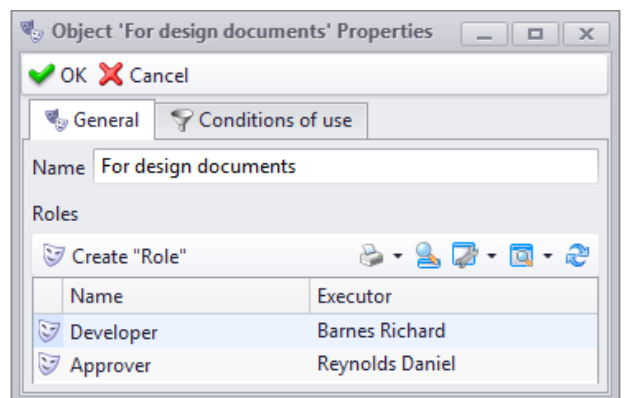 Object 'For design documents' Properties
OK Cancel
General Conditions of use
Name For design documents
Roles
Create "Role"
Name Executor
Developer Barnes Richard
Approver Reynolds Daniel